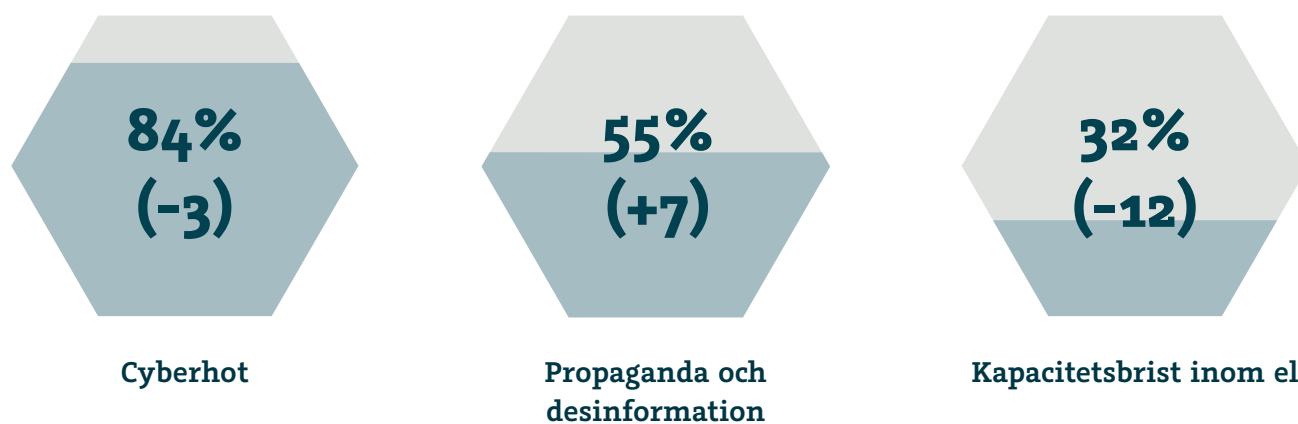 84%
(-3)
Cyberhot
55%
(+7)
Propaganda och
desinformation
32%
(-12)
Kapacitetsbrist inom el